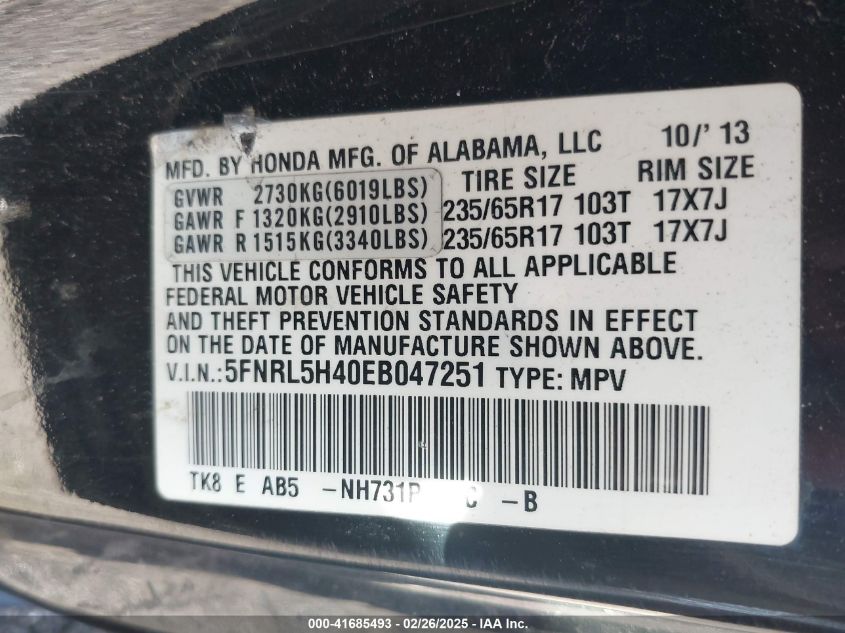 MFD. BY HONDA MFG. OF ALABAMA, LLC 10/' 13
GVWR 2730KG(6019LBS) TIRE SIZE RIM SIZE
GAWR F 1320KG(2910LBS) 235/65R17 103T 17X7J
GAWR R 1515KG(3340LBS) 235/65R17 103T 17X7J
THIS VEHICLE CONFORMS TO ALL APPLICABLE
FEDERAL MOTOR VEHICLE SAFETY
AND THEFT PREVENTION STANDARDS IN EFFECT
ON THE DATE OF MANUFACTURE SHOWN ABOVE.
V.I.N.: 5FNRL5H40EB047251 TYPE: MPV
TK8 E AB5 -NH731P C -B
000-41685493 - 02/26/2025 - IAA Inc.